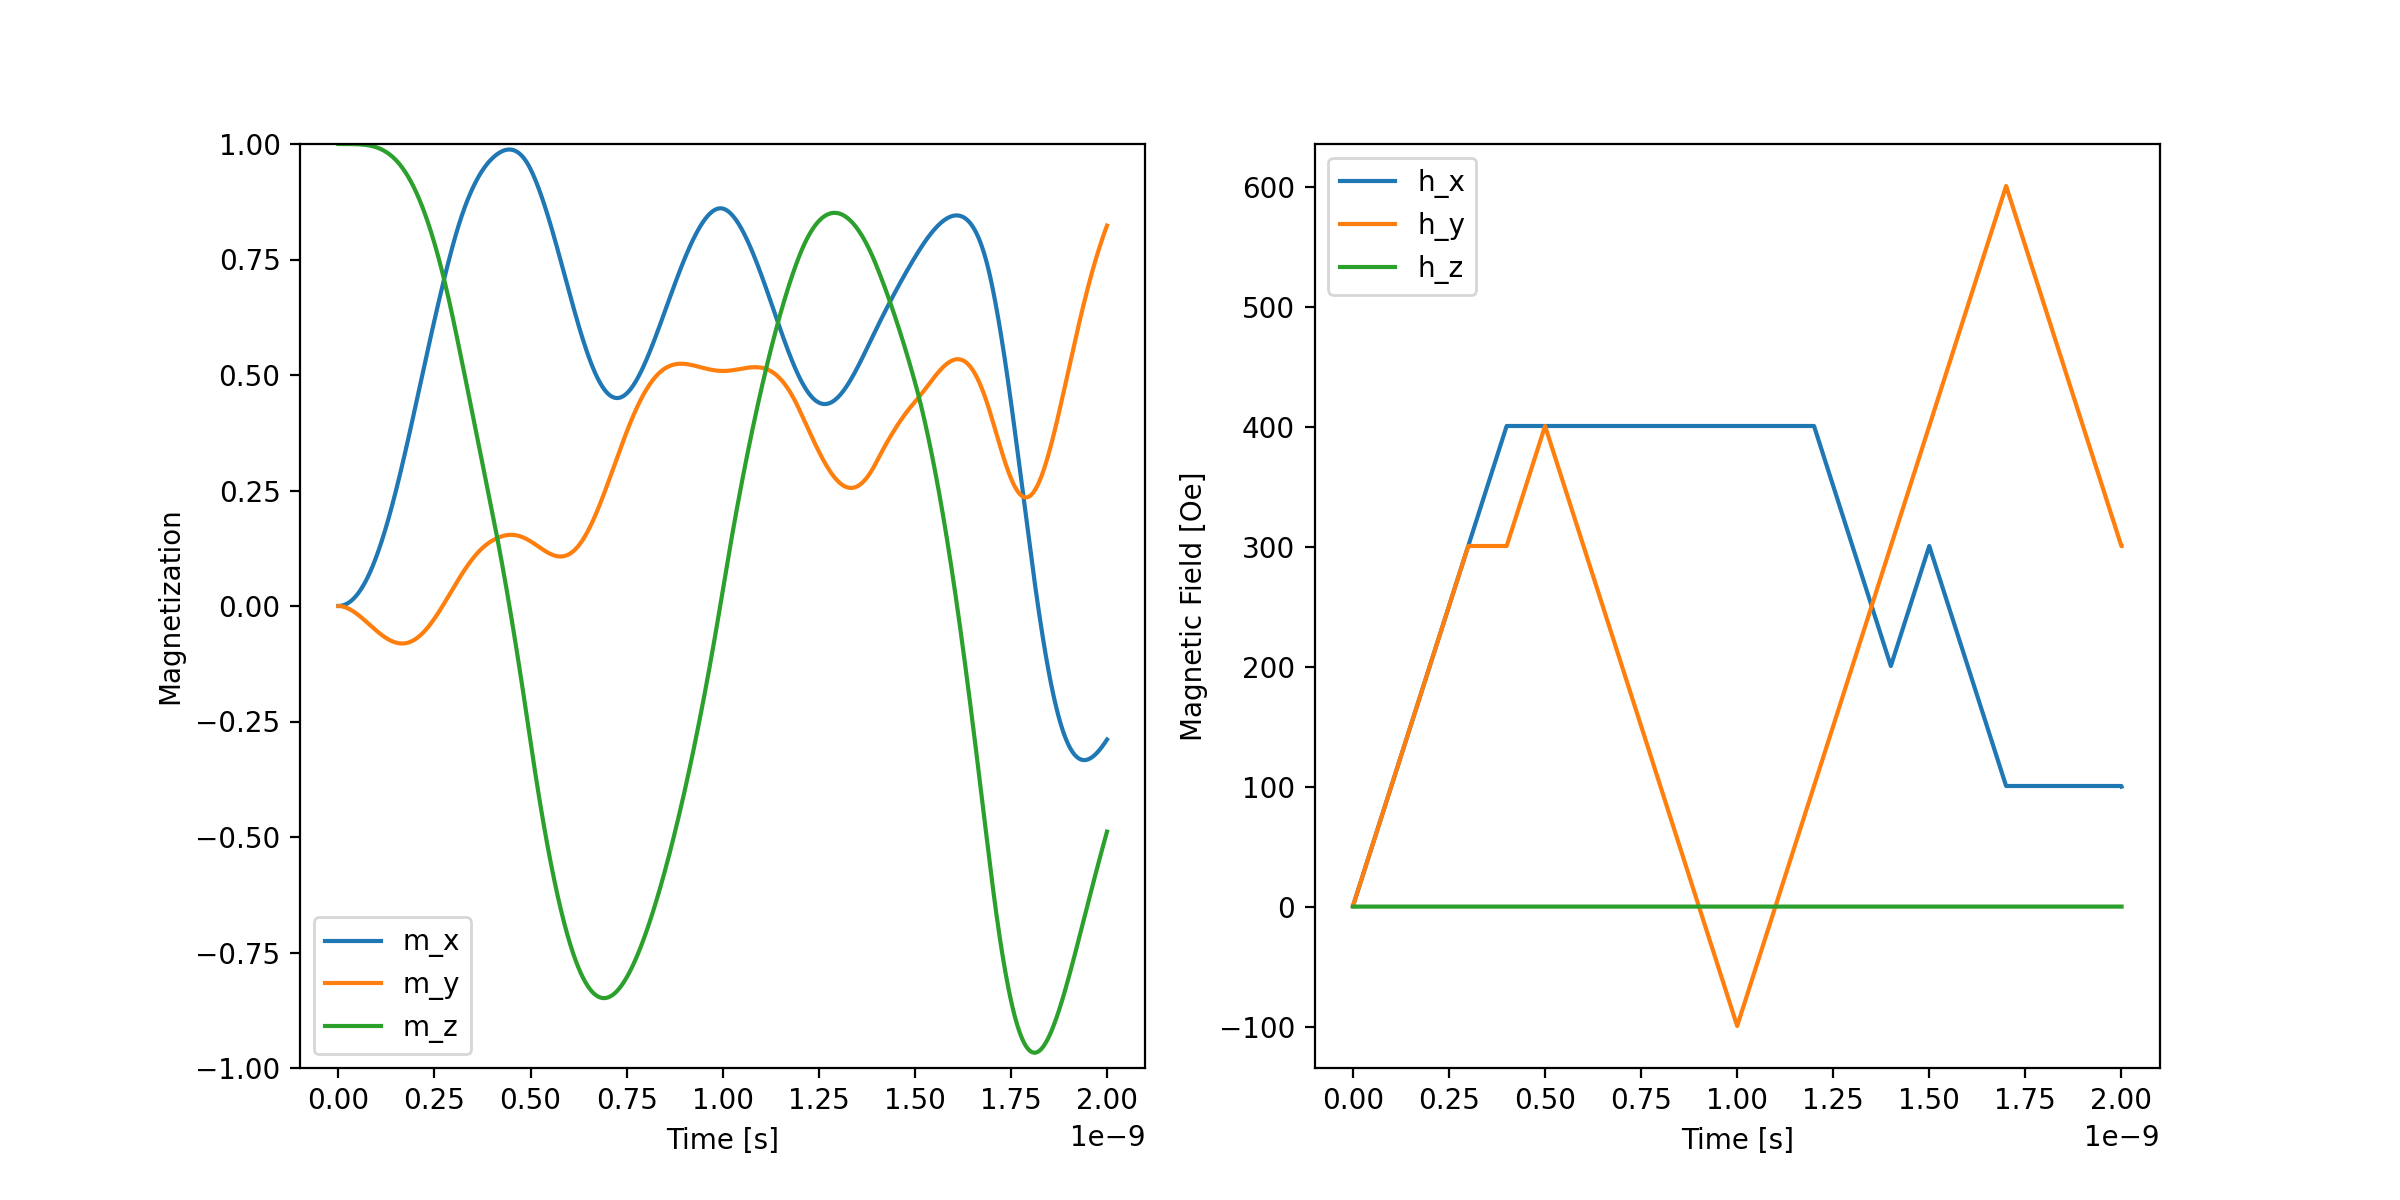 1.00
0.75
0.50
0.25
0.00
−0.25
−0.50
−0.75
−1.00
Magnetization
m_x
m_y
m_z
0.00 0.25 0.50 0.75 1.00 1.25 1.50 1.75 2.00
Time [s]
1e−9
600
500
400
300
200
100
0
−100
Magnetic Field [Oe]
h_x
h_y
h_z
0.00 0.25 0.50 0.75 1.00 1.25 1.50 1.75 2.00
Time [s]
1e−9